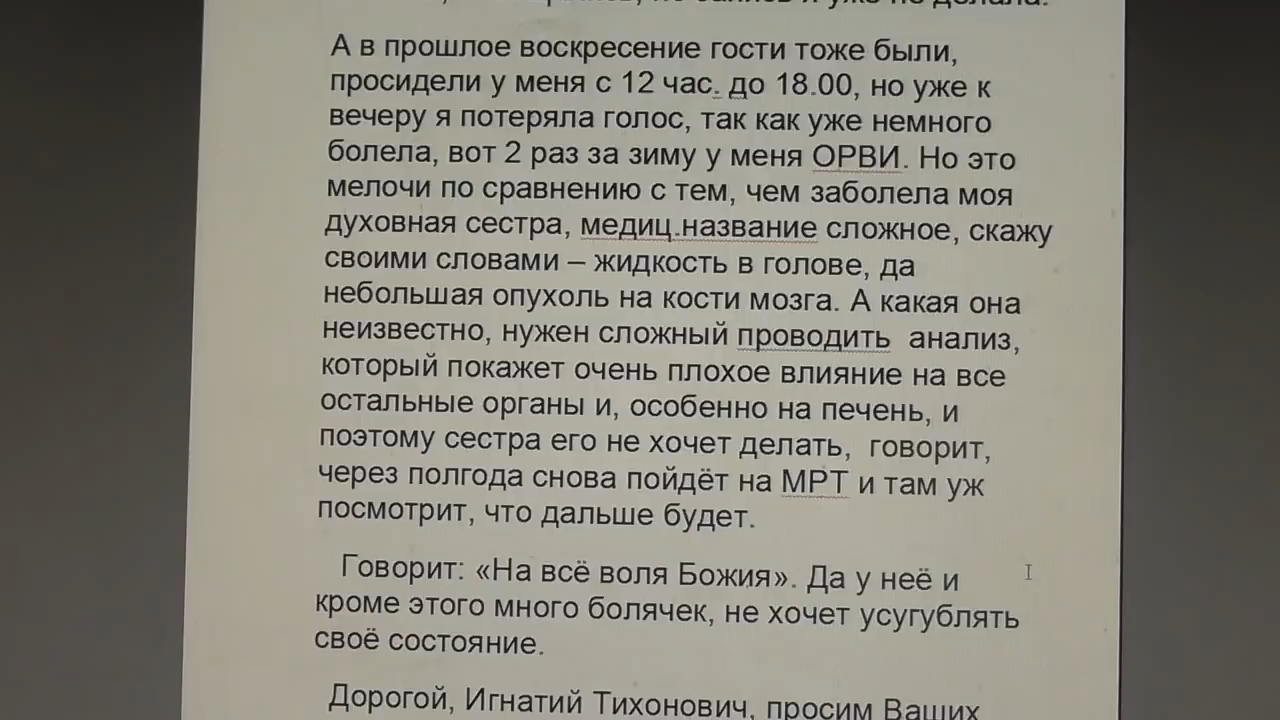 но записи я уже не делала.
А в прошлое воскресение гости тоже были,
просидели у меня с 12 час. до 18.00, но уже к
вечеру я потеряла голос, так как уже немного
болела, вот 2 раз за зиму у меня ОРВИ. Но это
мелочи по сравнению с тем, чем заболела моя
духовная сестра, медиц.название сложное, скажу
своими словами – жидкость в голове, да
небольшая опухоль на кости мозга. А какая она
неизвестно, нужен сложный проводить  анализ,
который покажет очень плохое влияние на все
остальные органы и, особенно на печень, и
поэтому сестра его не хочет делать,  говорит,
через полгода снова пойдёт на МРТ и там уж
посмотрит, что дальше будет.
Говорит: «На всё воля Божия». Да у неё и
кроме этого много болячек, не хочет усугублять
своё состояние.
Дорогой, Игнатий Тихонович, просим Ваших